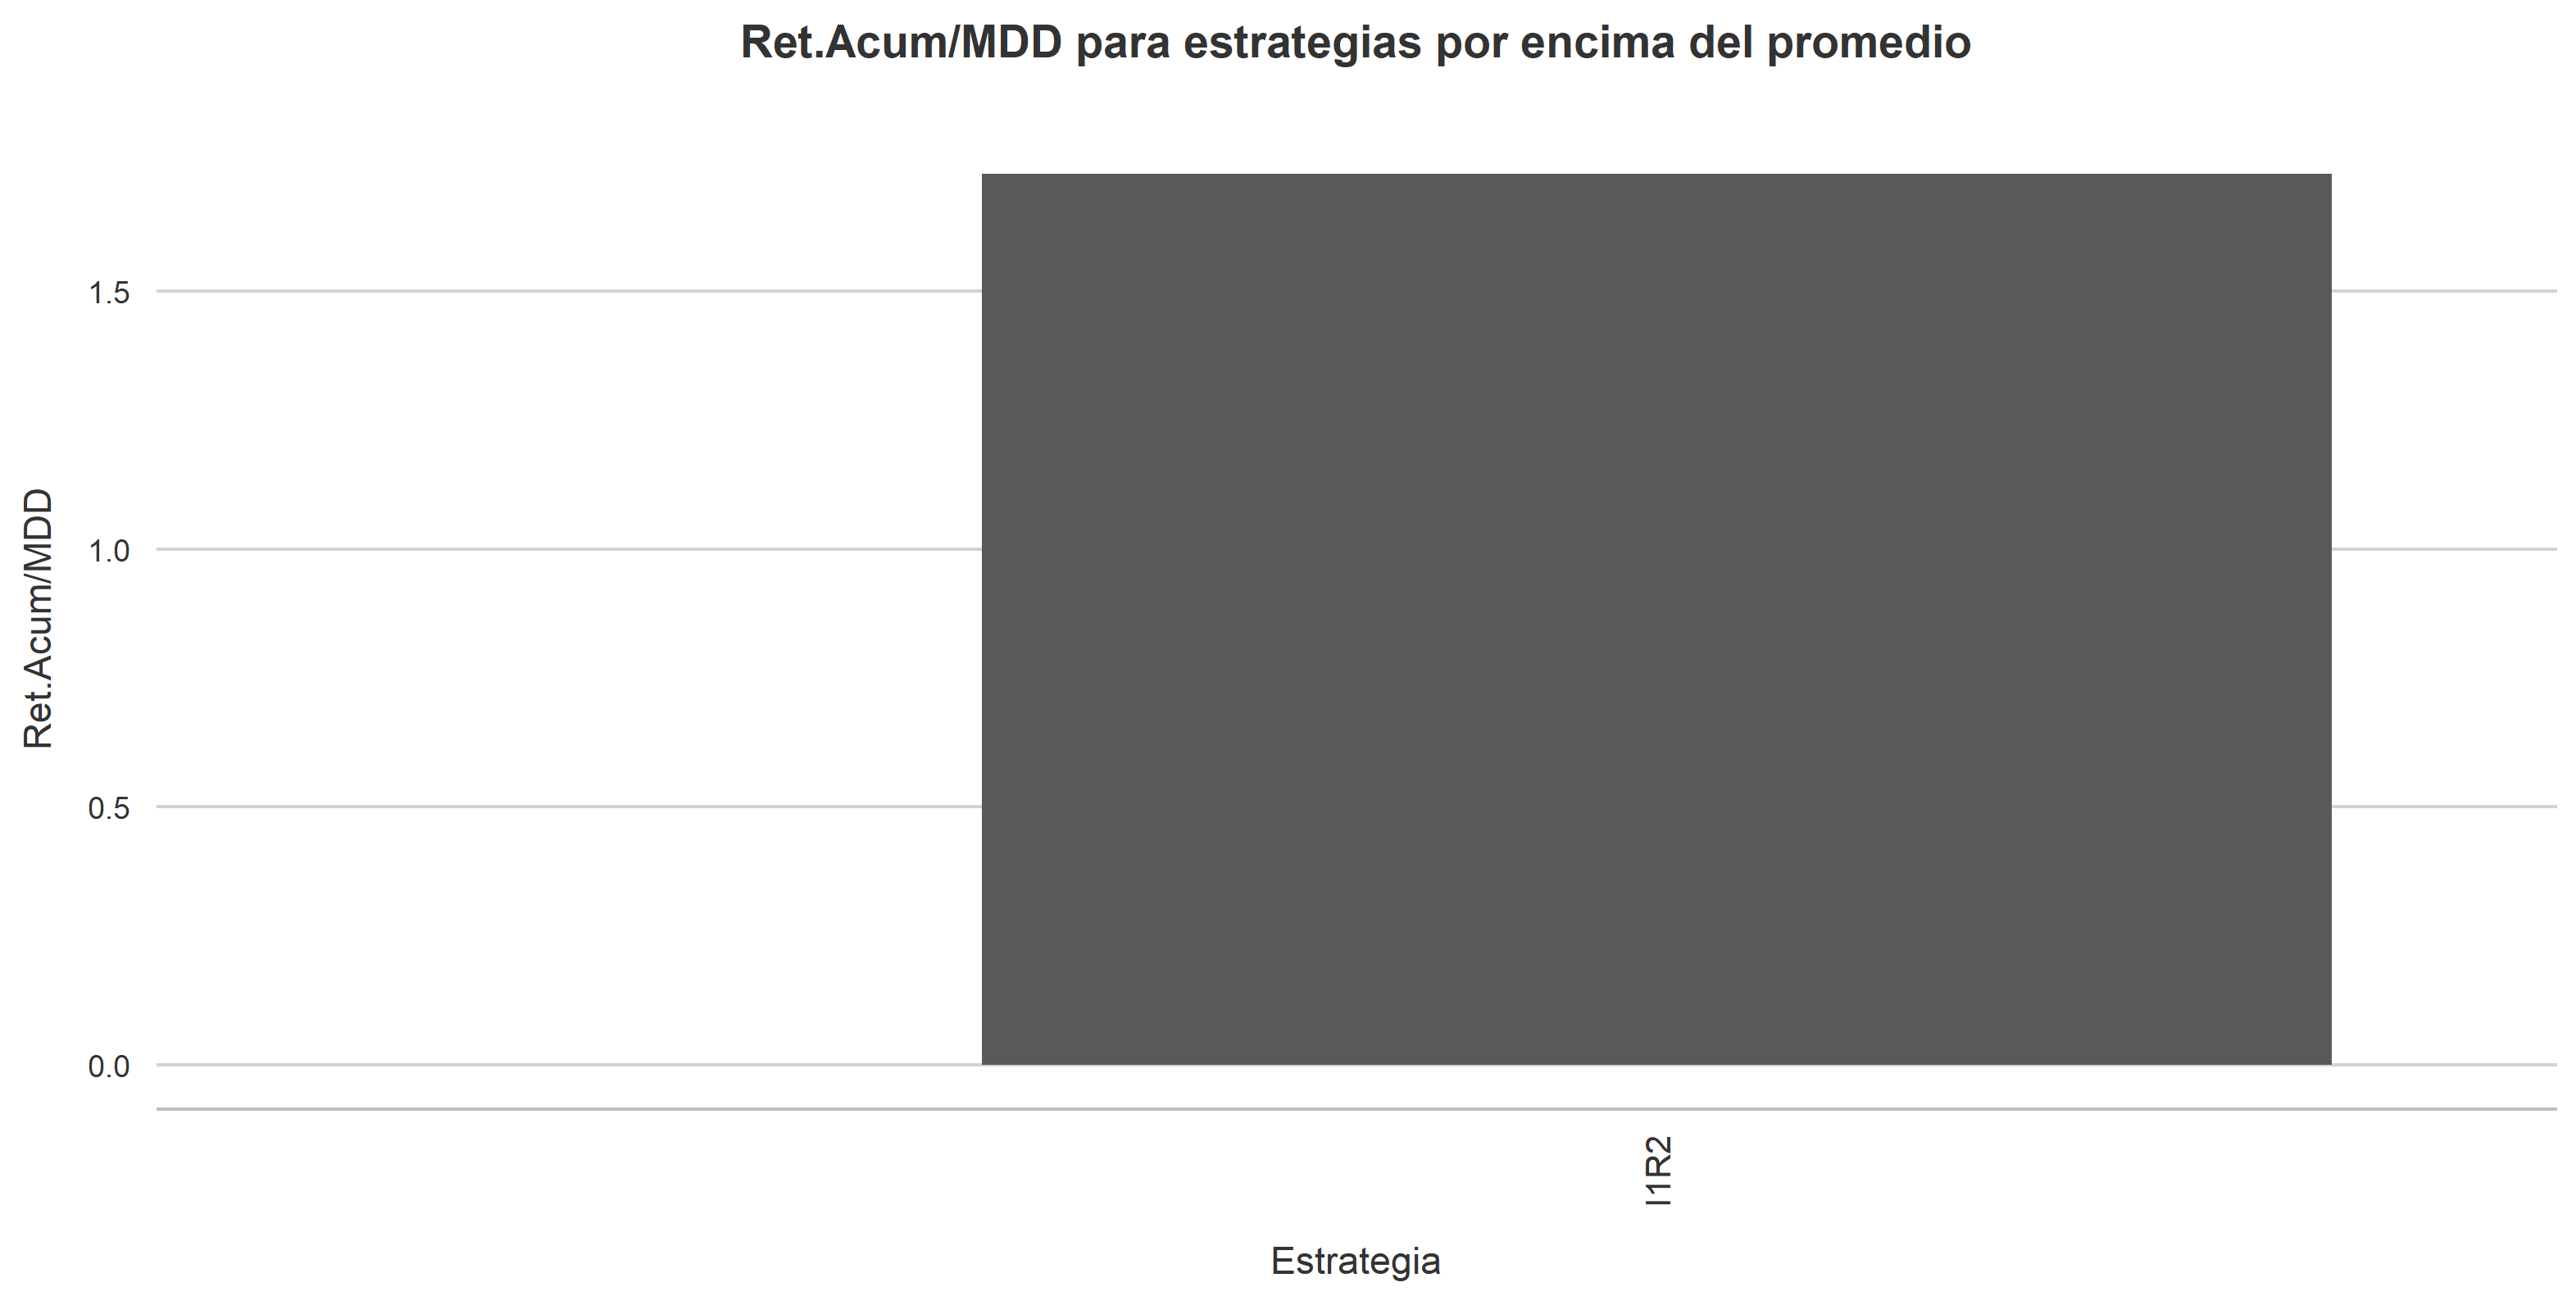 Ret.Acum/MDD para estrategias por encima del promedio
Ret.Acum/MDD
1.5
1.0
0.5
0.0
I1R2
Estrategia